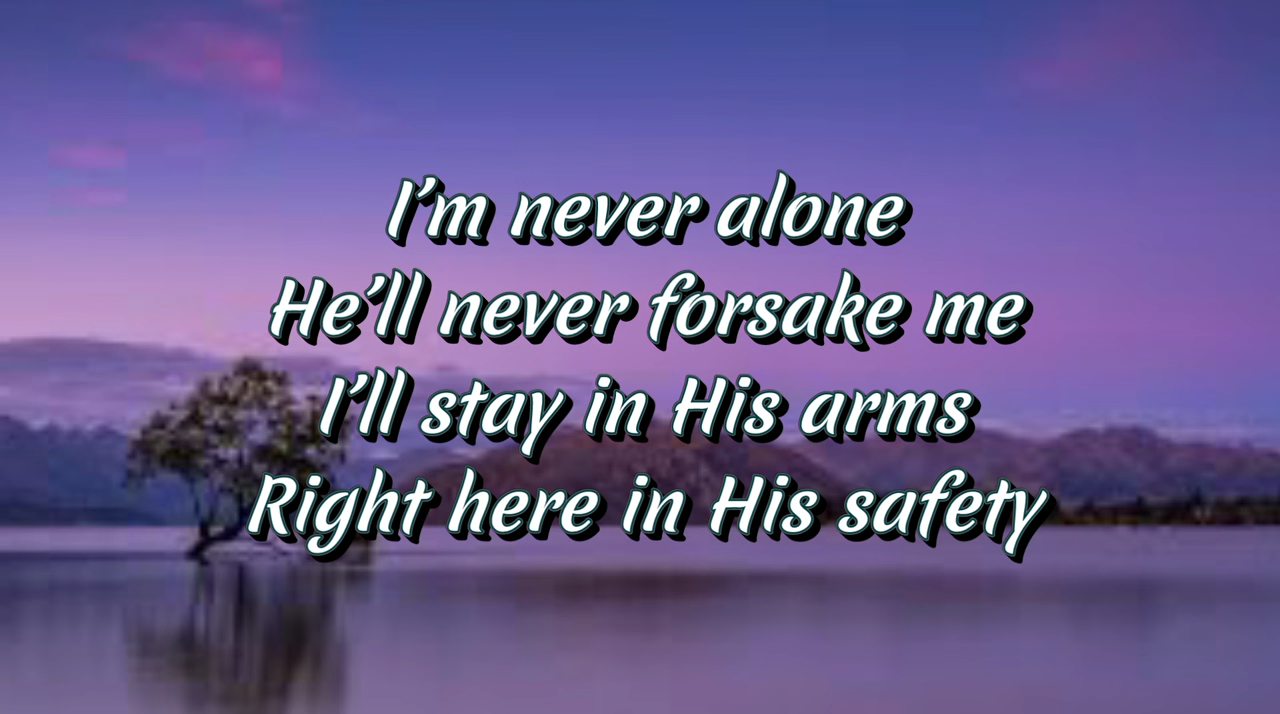 I’m never alone
He’ll never forsake me
I’ll stay in His arms
Right here in His safety